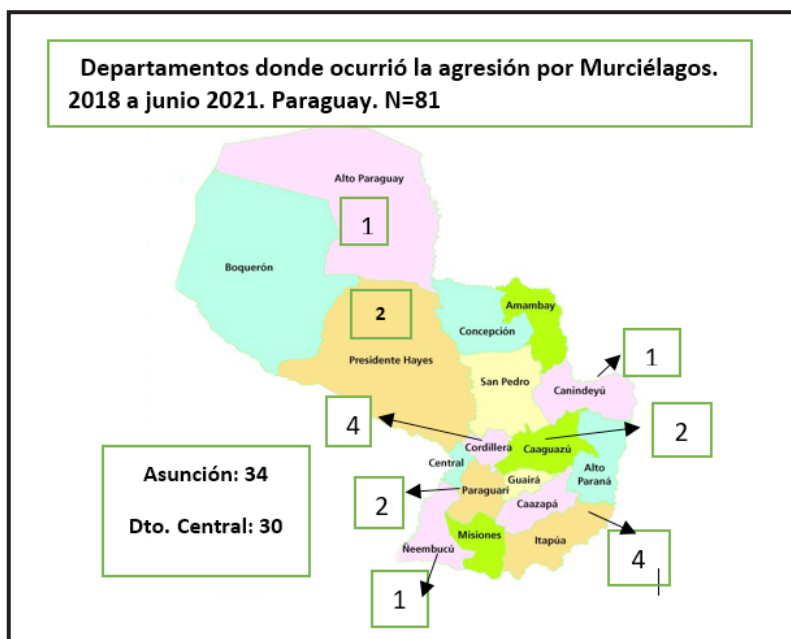 Departamentos donde ocurrió la agresión por Murciélagos.
2018 a junio 2021. Paraguay. N=81
Alto Paraguay
1
Boquerón
2
Presidente Hayes
Concepción
Amambay
San Pedro
Canindeyú
1
4
Cordillera
Caaguazú
2
Central
Guairá
Alto
Paraná
Paraguarí
2
Caazapá
Asunción: 34
Dto. Central: 30
Misiones
Itapúa
Ñeembucú
4
1